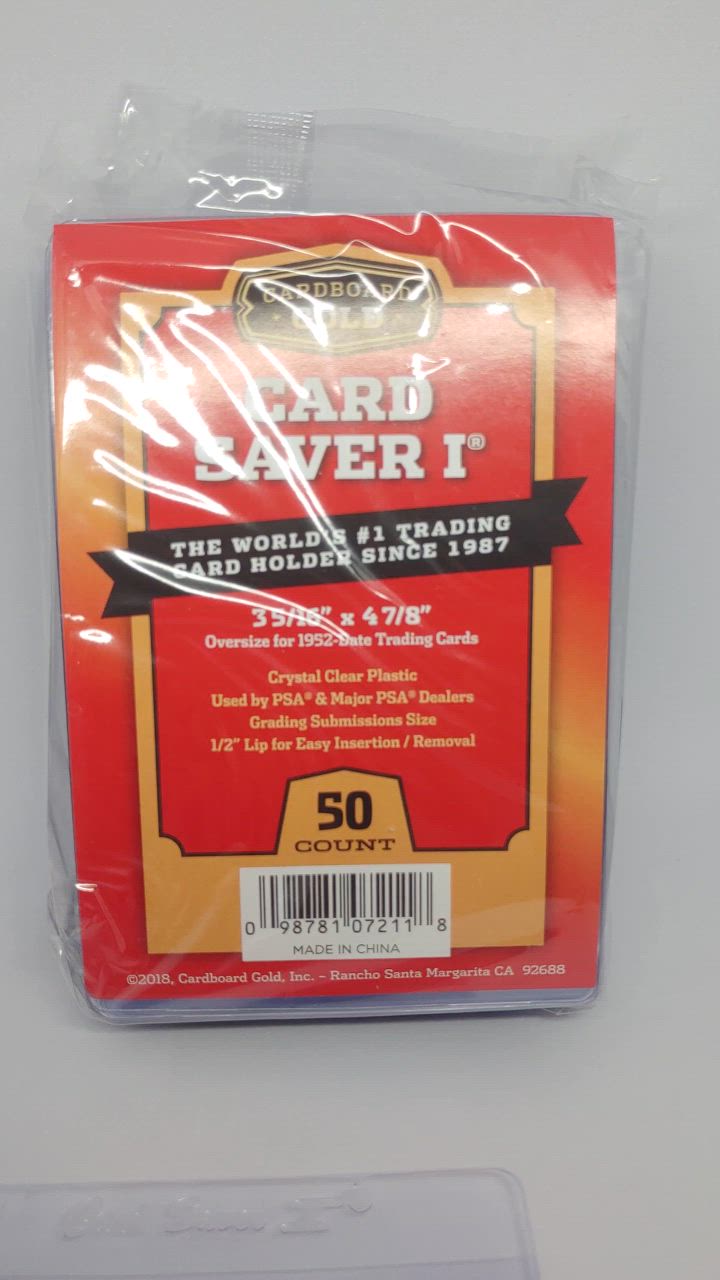 CARDBOARD
GOLD
CARD
SAVER I®
THE WORLD'S #1 TRADING
CARD HOLDER SINCE 1987
3 5/16" x 4 7/8"
Oversize for 1952-Date Trading Cards
Crystal Clear Plastic
Used by PSA® & Major PSA® Dealers
Grading Submissions Size
1/2" Lip for Easy Insertion / Removal
50
COUNT
0 98781 07211 8
MADE IN CHINA
©2018, Cardboard Gold, Inc. – Rancho Santa Margarita CA 92688
Card Saver I®